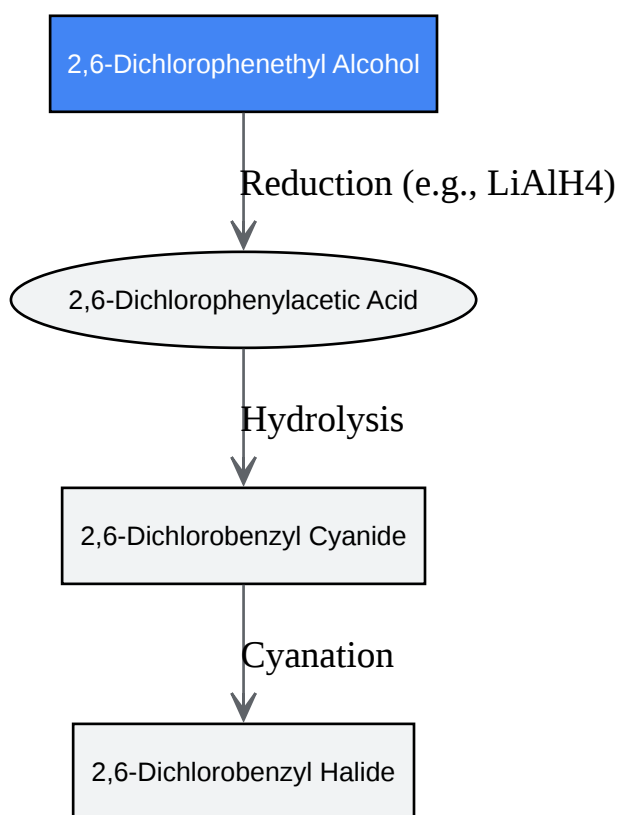 2,6-Dichlorophenethyl Alcohol
Reduction (e.g., LiAlH4)
2,6-Dichlorophenylacetic Acid
Hydrolysis
2,6-Dichlorobenzyl Cyanide
Cyanation
2,6-Dichlorobenzyl Halide